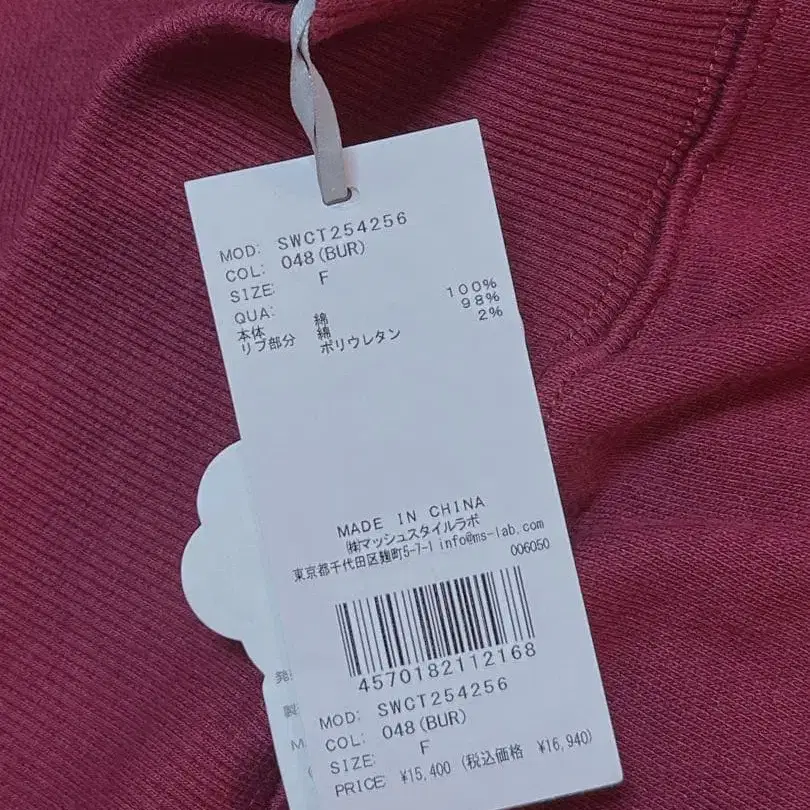 MOD: SWCT254256
COL: 048(BUR)
SIZE: F
QUA:
本体 綿 100%
リブ部分 綿 98%
ポリウレタン 2%
MADE IN CHINA
㈱マッシュスタイルラボ
東京都千代田区麹町5-7-1 info@ms-lab.com
006050
4570182112168
MOD: SWCT254256
COL: 048(BUR)
SIZE: F
PRICE: ¥15,400 (税込価格 ¥16,940)
発
製
M